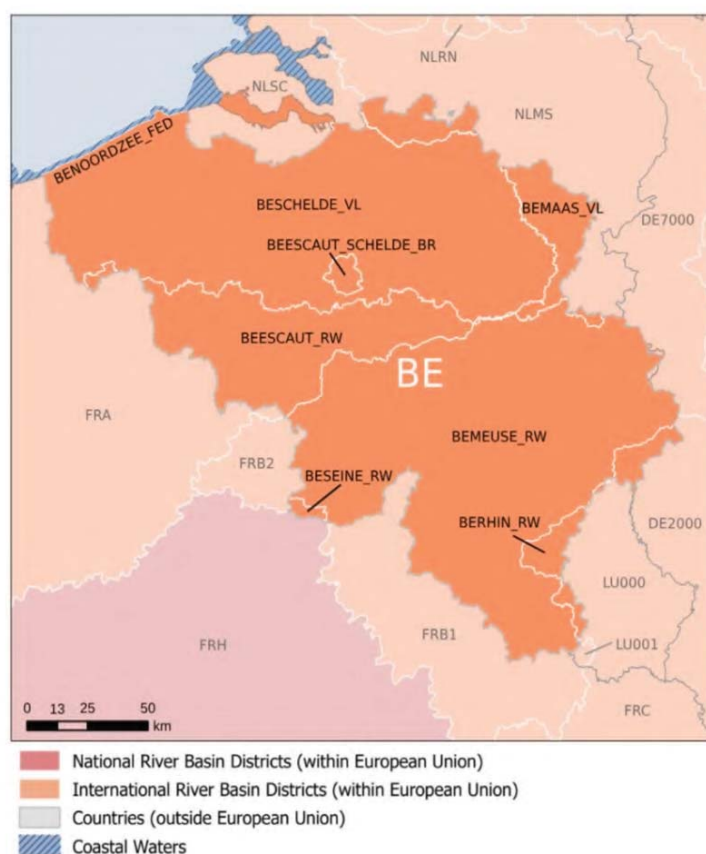 NLRN
NLSC
NLMS
BENOORDZEE_FED
BESCHELDE_VL
BEMAAS_VL
DE7000
BEESCAUT_SCHELDE_BR
BEESCAUT_RW
BE
FRA
BEMEUSE_RW
FRB2
BESEINE_RW
BERHIN_RW
DE2000
LU000
FRH
FRB1
LU001
FRC
0 13 25 50
km
National River Basin Districts (within European Union)
International River Basin Districts (within European Union)
Countries (outside European Union)
Coastal Waters